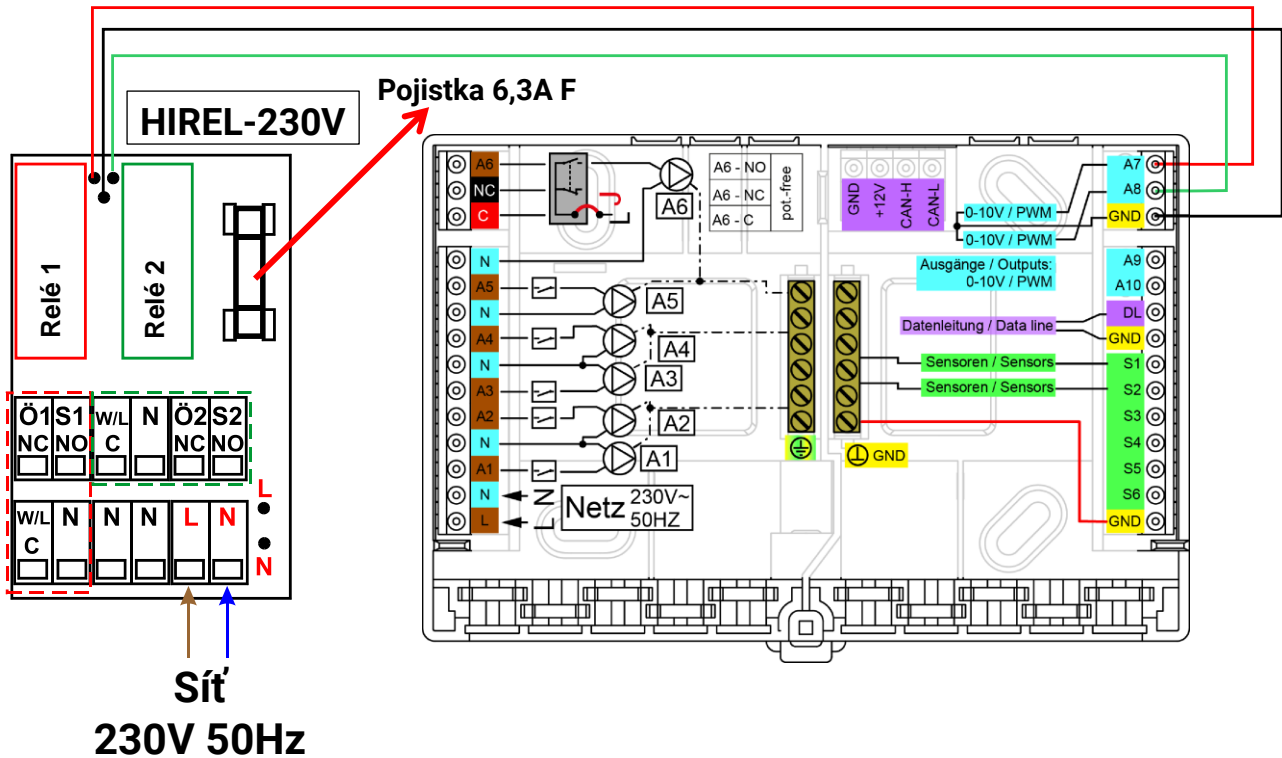 Pojistka 6,3A F
HIREL-230V
Relé 1
Relé 2
Ö1 S1 W/L N Ö2 S2
NC NO C NC NO
W/L N N N L N
C
L
N
Síť
230V 50Hz
A6
NC
C
N
A5
N
A4
N
A3
A2
N
A1
N
L
A6
A6 - NO
A6 - NC
A6 - C
pot.-free
A5
A4
A3
A2
A1
N
L
Netz 230V~
50HZ
GND
+12V
CAN-H
CAN-L
0-10V / PWM
0-10V / PWM
Ausgänge / Outputs:
0-10V / PWM
Datenleitung / Data line
Sensoren / Sensors
Sensoren / Sensors
GND
A7
A8
GND
A9
A10
DL
GND
S1
S2
S3
S4
S5
S6
GND